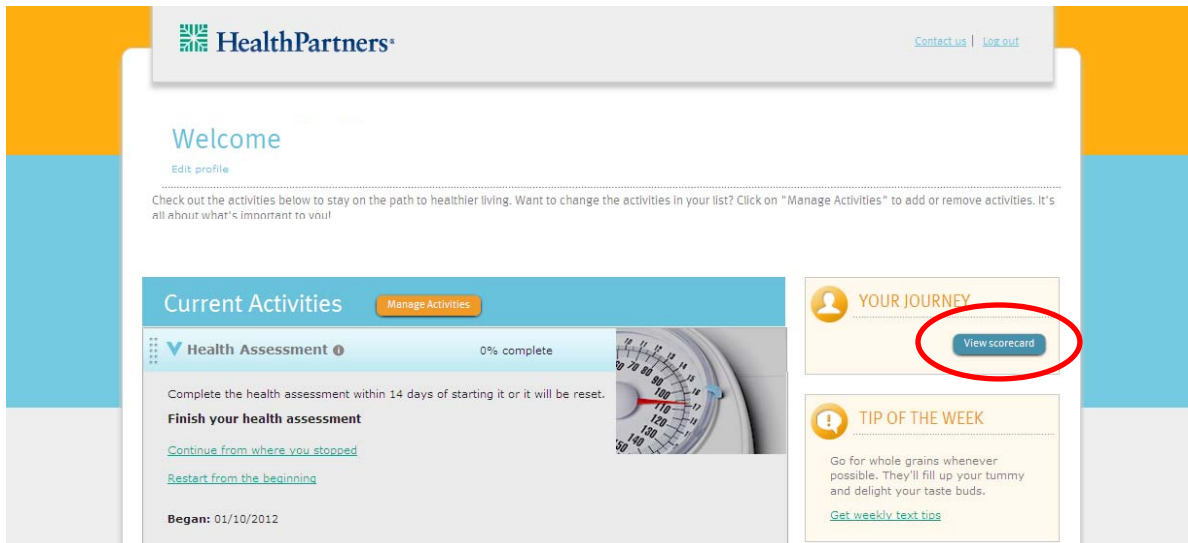 HealthPartners®
Contact us | Log out
Welcome
Edit profile
Check out the activities below to stay on the path to healthier living. Want to change the activities in your list? Click on "Manage Activities" to add or remove activities. It's
all about what's important to you!
Current Activities Manage Activities
Health Assessment 0% complete
Complete the health assessment within 14 days of starting it or it will be reset.
Finish your health assessment
Continue from where you stopped
Restart from the beginning
Began: 01/10/2012
YOUR JOURNEY
View scorecard
TIP OF THE WEEK
Go for whole grains whenever
possible. They'll fill up your tummy
and delight your taste buds.
Get weekly text tips